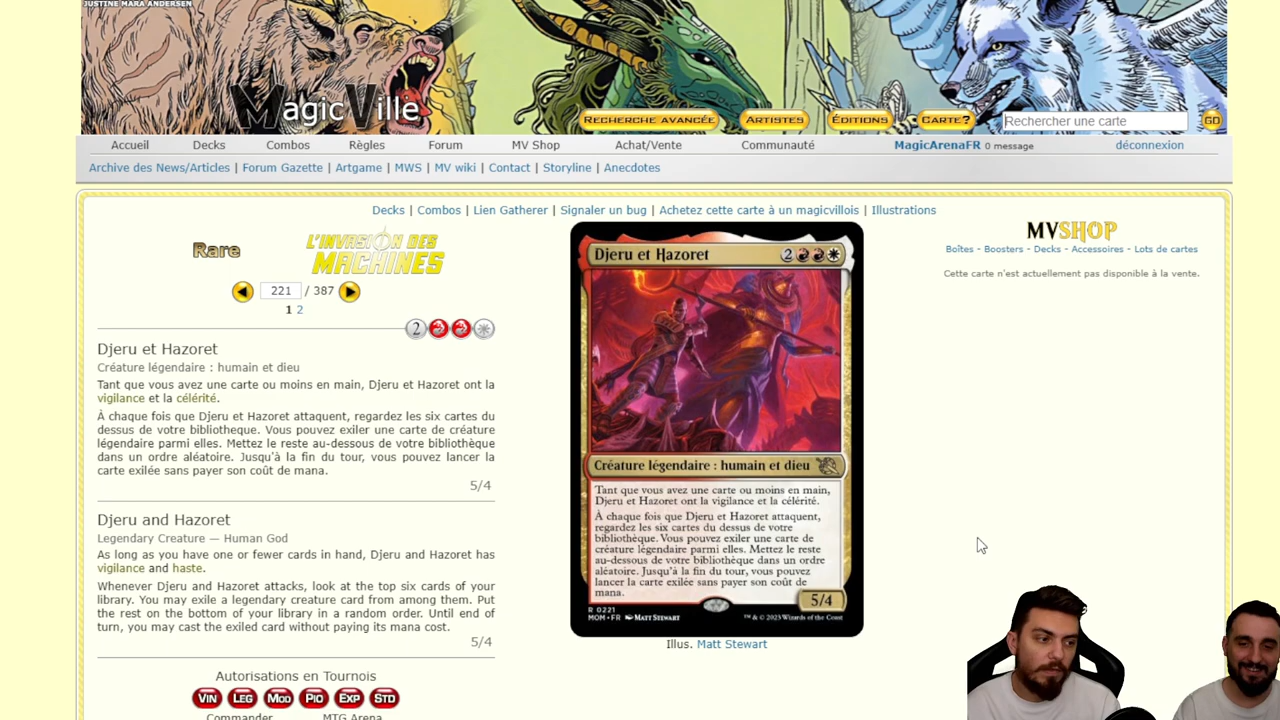 JUSTINE MARA ANDERSEN
MagicVille
RECHERCHE AVANCÉE
ARTISTES
ÉDITIONS
CARTE?
Rechercher une carte
GO
Accueil Decks Combos Règles Forum MV Shop Achat/Vente Communauté MagicArenaFR 0 message déconnexion
Archive des News/Articles | Forum Gazette | Artgame | MWS | MV wiki | Contact | Storyline | Anecdotes
Decks | Combos | Lien Gatherer | Signaler un bug | Achetez cette carte à un magicvillois | Illustrations
Rare
L'INVASION DES
MACHINES
221 / 387
1 2
2
Djeru et Hazoret
Créature légendaire : humain et dieu
Tant que vous avez une carte ou moins en main, Djeru et Hazoret ont la
vigilance et la célérité.
À chaque fois que Djeru et Hazoret attaquent, regardez les six cartes du
dessus de votre bibliotheque. Vous pouvez exiler une carte de créature
légendaire parmi elles. Mettez le reste au-dessous de votre bibliothèque
dans un ordre aléatoire. Jusqu'à la fin du tour, vous pouvez lancer la
carte exilée sans payer son coût de mana.
5/4
Djeru and Hazoret
Legendary Creature — Human God
As long as you have one or fewer cards in hand, Djeru and Hazoret has
vigilance and haste.
Whenever Djeru and Hazoret attacks, look at the top six cards of your
library. You may exile a legendary creature card from among them. Put
the rest on the bottom of your library in a random order. Until end of
turn, you may cast the exiled card without paying its mana cost.
5/4
Autorisations en Tournois
VIN LEG MOD PIO EXP STD
Commander MTG Arena
Djeru et Hazoret 2
Créature légendaire : humain et dieu
Tant que vous avez une carte ou moins en main,
Djeru et Hazoret ont la vigilance et la célérité.
À chaque fois que Djeru et Hazoret attaquent,
regardez les six cartes du dessus de votre
bibliothèque. Vous pouvez exiler une carte de
créature légendaire parmi elles. Mettez le reste
au-dessous de votre bibliothèque dans un ordre
aléatoire. Jusqu'à la fin du tour, vous pouvez
lancer la carte exilée sans payer son coût de
mana.
5/4
R 0221
MOM • FR MATT STEWART
™ & © 2023 Wizards of the Coast
Illus. Matt Stewart
MVSHOP
Boîtes - Boosters - Decks - Accessoires - Lots de cartes
Cette carte n'est actuellement pas disponible à la vente.